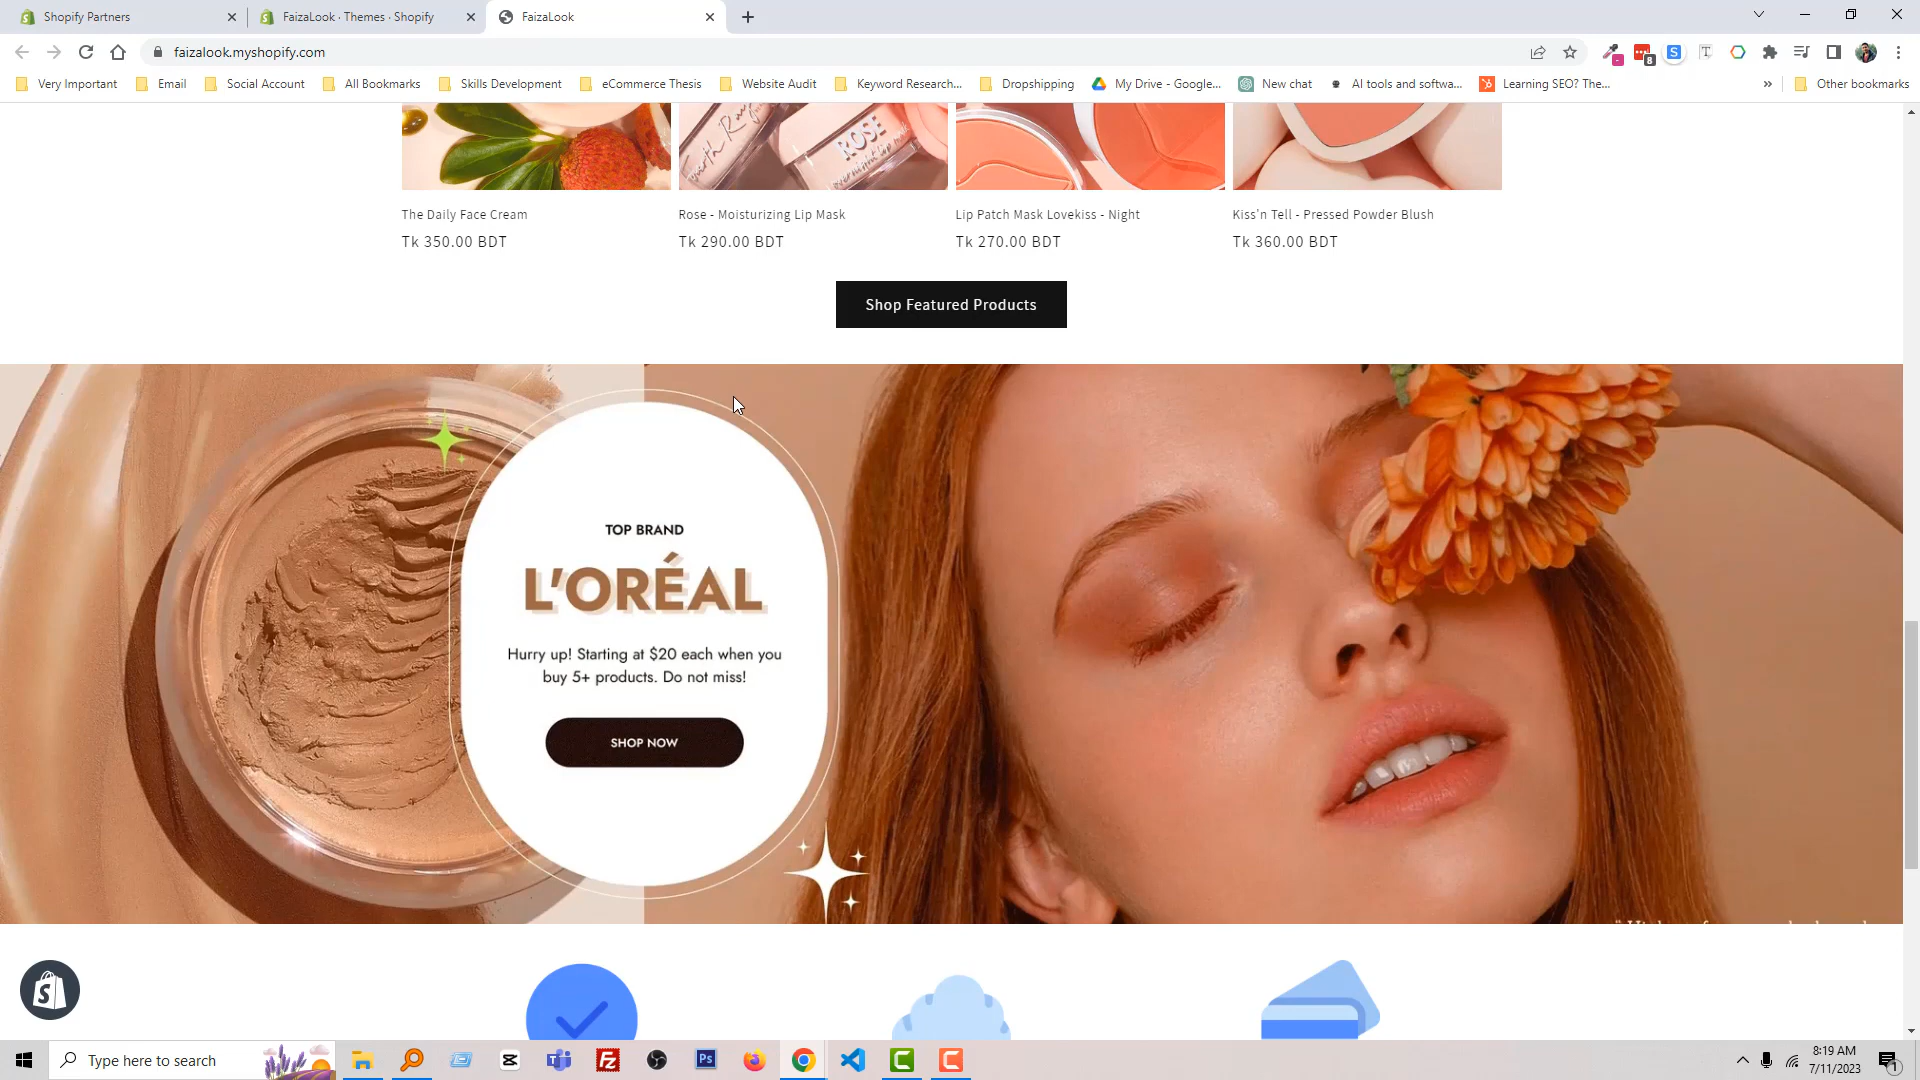 Shopify Partners
FaizaLook · Themes · Shopify
FaizaLook
faizalook.myshopify.com
8
Very Important
Email
Social Account
All Bookmarks
Skills Development
eCommerce Thesis
Website Audit
Keyword Research...
Dropshipping
My Drive - Google...
New chat
AI tools and softwa...
Learning SEO? The...
»
Other bookmarks
ROSE
The Daily Face Cream
Rose - Moisturizing Lip Mask
Lip Patch Mask Lovekiss - Night
Kiss’n Tell - Pressed Powder Blush
Tk 350.00 BDT
Tk 290.00 BDT
Tk 270.00 BDT
Tk 360.00 BDT
Shop Featured Products
TOP BRAND
L’ORÉAL
Hurry up! Starting at $20 each when you
buy 5+ products. Do not miss!
SHOP NOW
Type here to search
8:19 AM
7/11/2023
1